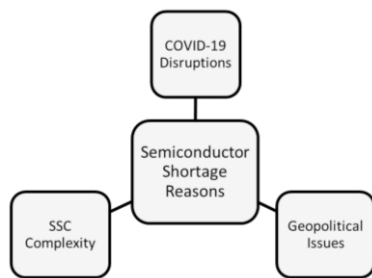 COVID-19
Disruptions
Semiconductor
Shortage
Reasons
SSC
Complexity
Geopolitical
Issues